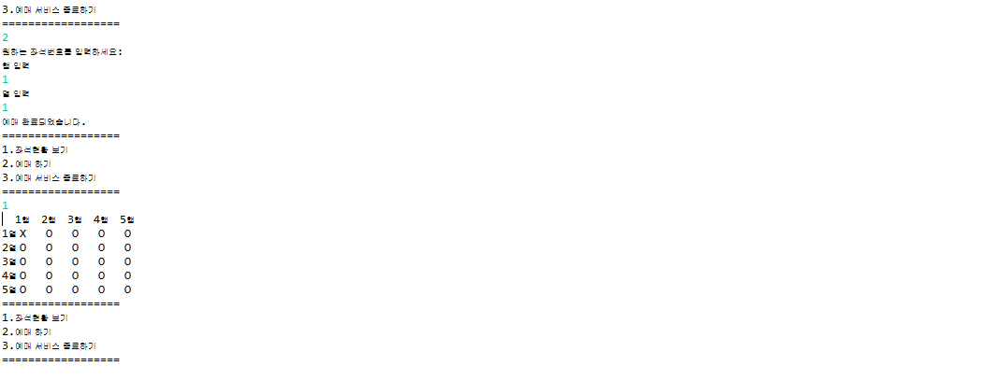 3.예매 서비스 종료하기
==================
2
원하는 좌석번호를 입력하세요:
행 입력
1
열 입력
1
예매 완료되었습니다.
==================
1.좌석현황 보기
2.예매 하기
3.예매 서비스 종료하기
==================
1
1행 2행 3행 4행 5행
1열 X O O O O
2열 O O O O O
3열 O O O O O
4열 O O O O O
5열 O O O O O
==================
1.좌석현황 보기
2.예매 하기
3.예매 서비스 종료하기
==================